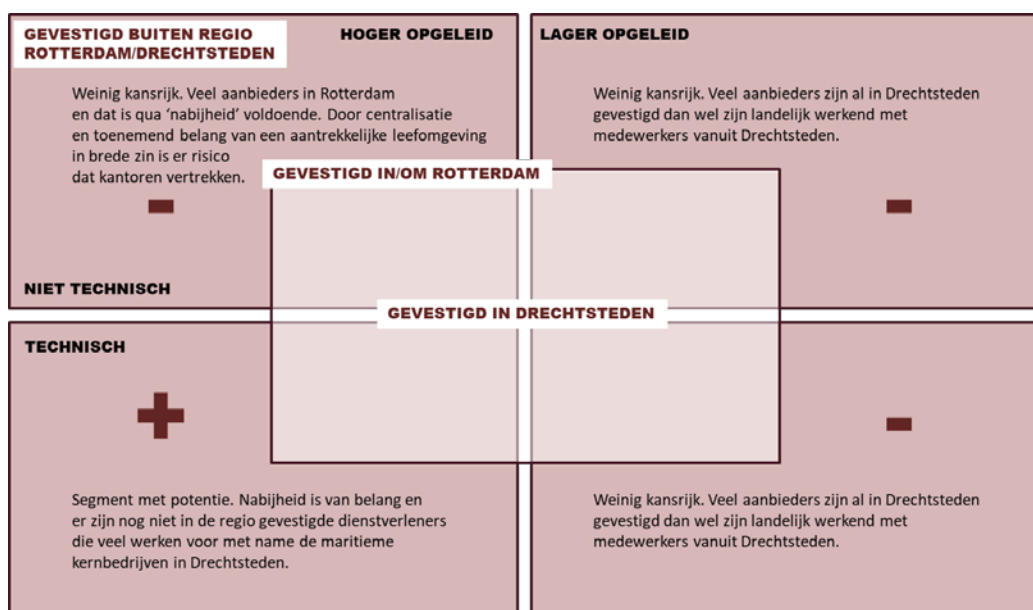 GEVESTIGD BUITEN REGIO
ROTTERDAM/DRECHTSTEDEN
HOGER OPGELEID
Weinig kansrijk. Veel aanbieders in Rotterdam
en dat is qua ‘nabijheid’ voldoende. Door centralisatie
en toenemend belang van een aantrekkelijke leefomgeving
in brede zin is er risico
dat kantoren vertrekken.
-
NIET TECHNISCH
LAGER OPGELEID
Weinig kansrijk. Veel aanbieders zijn al in Drechtsteden
gevestigd dan wel zijn landelijk werkend met
medewerkers vanuit Drechtsteden.
-
GEVESTIGD IN/OM ROTTERDAM
GEVESTIGD IN DRECHTSTEDEN
TECHNISCH
+
Segment met potentie. Nabijheid is van belang en
er zijn nog niet in de regio gevestigde dienstverleners
die veel werken voor met name de maritieme
kernbedrijven in Drechtsteden.
-
Weinig kansrijk. Veel aanbieders zijn al in Drechtsteden
gevestigd dan wel zijn landelijk werkend met
medewerkers vanuit Drechtsteden.